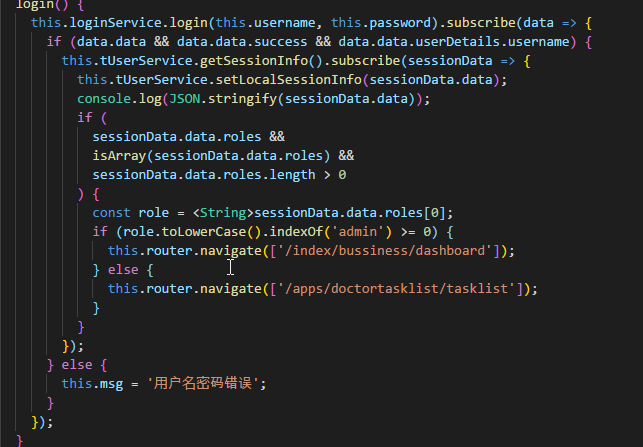 login() {
this.loginService.login(this.username, this.password).subscribe(data => {
if (data.data && data.data.success && data.data.userDetails.username) {
this.tUserService.getSessionInfo().subscribe(sessionData => {
this.tUserService.setLocalSessionInfo(sessionData.data);
console.log(JSON.stringify(sessionData.data));
if (
sessionData.data.roles &&
isArray(sessionData.data.roles) &&
sessionData.data.roles.length > 0
) {
const role = <String>sessionData.data.roles[0];
if (role.toLowerCase().indexOf('admin') >= 0) {
this.router.navigate(['/index/bussiness/dashboard']);
} else {
this.router.navigate(['/apps/doctortasklist/tasklist']);
}
}
});
} else {
this.msg = '用户名密码错误';
}
});
}